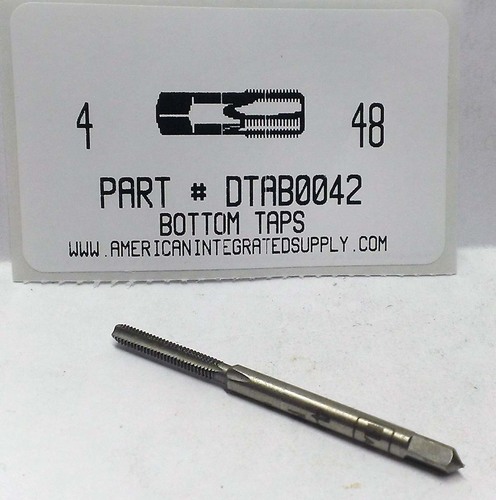 4 48
PART # DTAB0042
BOTTOM TAPS
WWW.AMERICANINTEGRATEDSUPPLY.COM